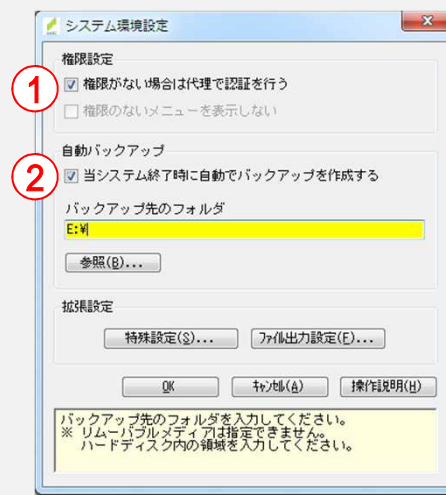 システム環境設定
権限設定
① 権限がない場合は代理で認証を行う
権限のないメニューを表示しない
自動バックアップ
② 当システム終了時に自動でバックアップを作成する
バックアップ先のフォルダ
E:¥
参照(B)...
拡張設定
特殊設定(S)... ﾌｧｲﾙ出力設定(F)...
OK ｷｬﾝｾﾙ(A) 操作説明(H)
バックアップ先のフォルダを入力してください。
※ リムーバブルメディアは指定できません。
ハードディスク内の領域を入力してください。